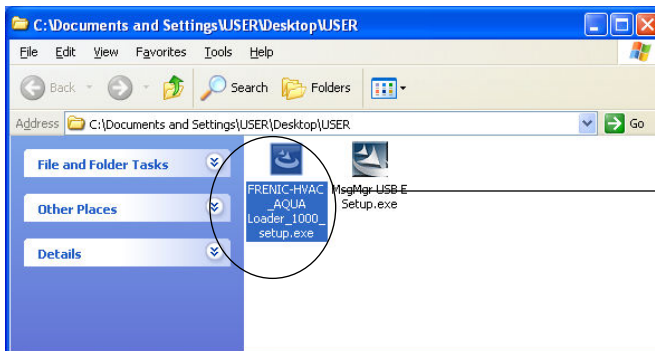 C:\Documents and Settings\USER\Desktop\USER
File Edit View Favorites Tools Help
Back Search Folders
Address C:\Documents and Settings\USER\Desktop\USER Go
File and Folder Tasks
Other Places
Details
FRENIC-HVAC
_AQUA
Loader_1000_
setup.exe
MsgMgr USB E
Setup.exe